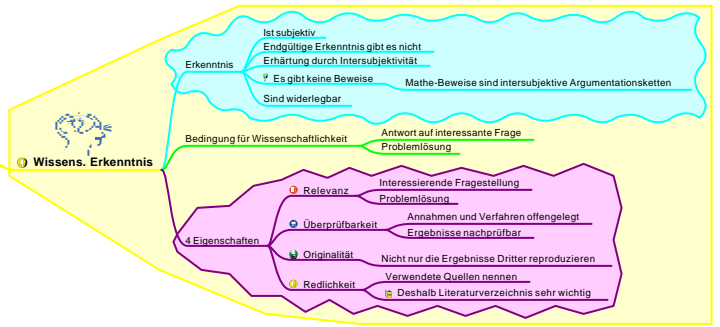 Wissens. Erkenntnis
Erkenntnis
Ist subjektiv
Endgültige Erkenntnis gibt es nicht
Erhärtung durch Intersubjektivität
Es gibt keine Beweise
Mathe-Beweise sind intersubjektive Argumentationsketten
Sind widerlegbar
Bedingung für Wissenschaftlichkeit
Antwort auf interessante Frage
Problemlösung
4 Eigenschaften
Relevanz
Interessierende Fragestellung
Problemlösung
Überprüfbarkeit
Annahmen und Verfahren offengelegt
Ergebnisse nachprüfbar
Originalität
Nicht nur die Ergebnisse Dritter reproduzieren
Redlichkeit
Verwendete Quellen nennen
Deshalb Literaturverzeichnis sehr wichtig